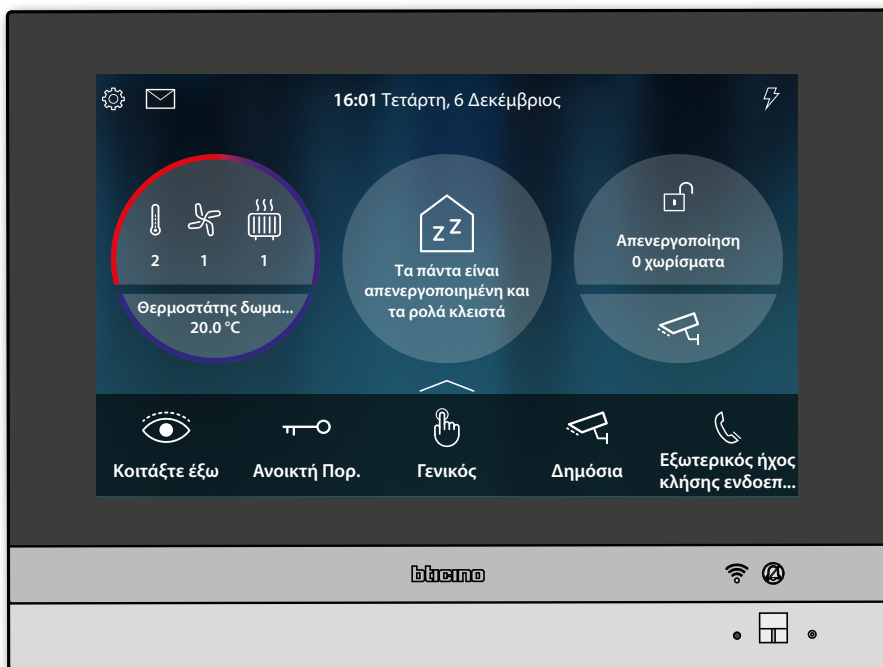 16:01 Τετάρτη, 6 Δεκέμβριος
2 1 1
Θερμοστάτης δωμα...
20.0 °C
zZ
Τα πάντα είναι
απενεργοποιημένη και
τα ρολά κλειστά
Απενεργοποίηση
0 χωρίσματα
Κοιτάξτε έξω
Ανοικτή Πορ.
Γενικός
Δημόσια
Εξωτερικός ήχος
κλήσης ενδοεπ...
bticino